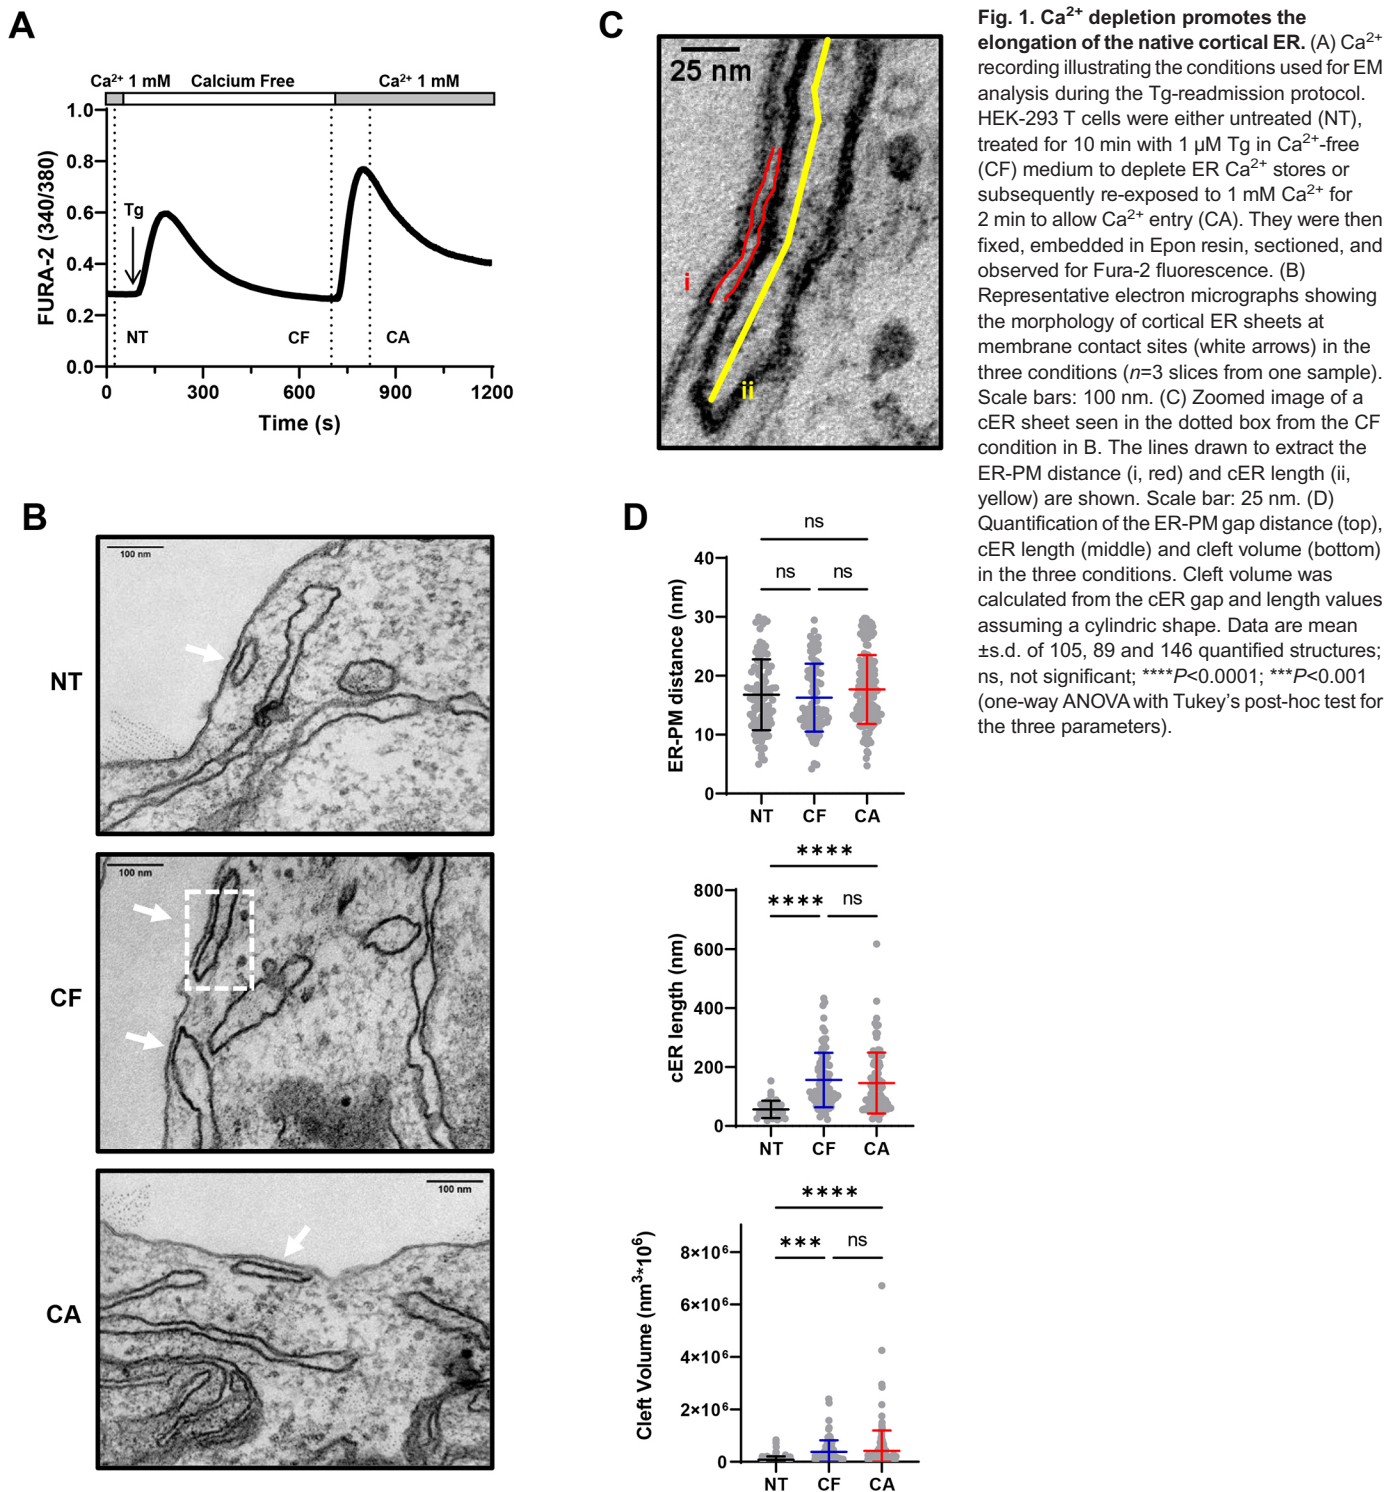 A
Ca2+ 1 mM Calcium Free Ca2+ 1 mM
1.0
0.8
0.6
0.4
0.2
0.0
FURA-2 (340/380)
Tg
NT CF CA
0 300 600 900 1200
Time (s)
C
25 nm
i
ii
Fig. 1. Ca2+ depletion promotes the
elongation of the native cortical ER. (A) Ca2+
recording illustrating the conditions used for EM
analysis during the Tg-readmission protocol.
HEK-293 T cells were either untreated (NT),
treated for 10 min with 1 µM Tg in Ca2+-free
(CF) medium to deplete ER Ca2+ stores or
subsequently re-exposed to 1 mM Ca2+ for
2 min to allow Ca2+ entry (CA). They were then
fixed, embedded in Epon resin, sectioned, and
observed for Fura-2 fluorescence. (B)
Representative electron micrographs showing
the morphology of cortical ER sheets at
membrane contact sites (white arrows) in the
three conditions (n=3 slices from one sample).
Scale bars: 100 nm. (C) Zoomed image of a
cER sheet seen in the dotted box from the CF
condition in B. The lines drawn to extract the
ER-PM distance (i, red) and cER length (ii,
yellow) are shown. Scale bar: 25 nm. (D)
Quantification of the ER-PM gap distance (top),
cER length (middle) and cleft volume (bottom)
in the three conditions. Cleft volume was
calculated from the cER gap and length values
assuming a cylindric shape. Data are mean
±s.d. of 105, 89 and 146 quantified structures;
ns, not significant; ****P<0.0001; ***P<0.001
(one-way ANOVA with Tukey's post-hoc test for
the three parameters).
B
100 nm
NT
100 nm
CF
100 nm
CA
D
ns
ns ns
40
30
20
10
0
ER-PM distance (nm)
NT CF CA
****
**** ns
800
600
400
200
0
cER length (nm)
NT CF CA
****
*** ns
8×106
6×106
4×106
2×106
0
Cleft Volume (nm3*106)
NT CF CA